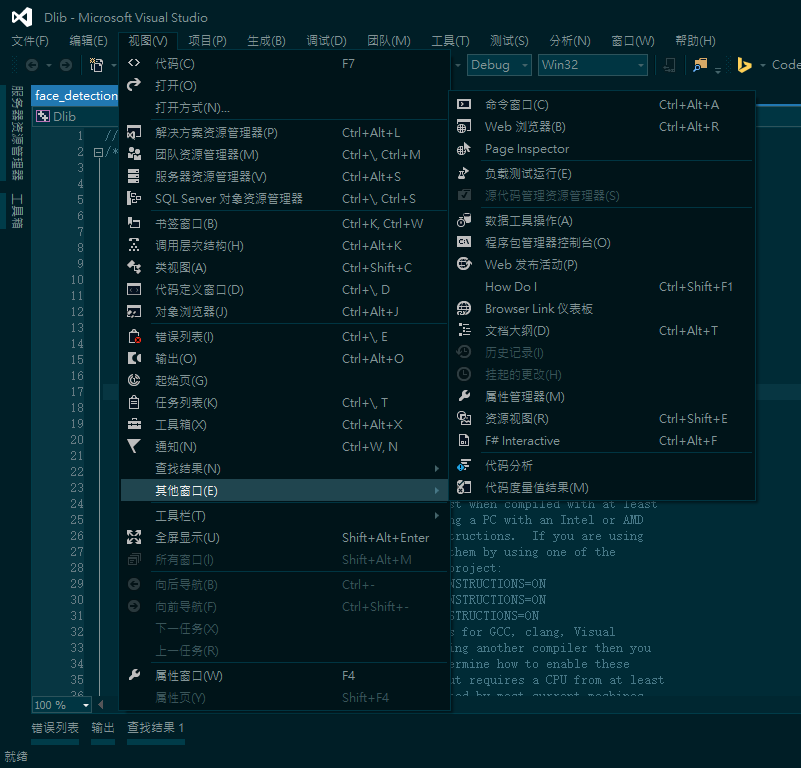 Dlib - Microsoft Visual Studio
文件(F) 编辑(E) 视图(V) 项目(P) 生成(B) 调试(D) 团队(M) 工具(T) 测试(S) 分析(N) 窗口(W) 帮助(H)
Debug Win32 Code
服务器资源管理器
工具箱
face_detection
Dlib
1 //
2 /*
3
4
5
6
7
8
9
10
11
12
13
14
15
16
17
18
19
20
21
22
23
24
25
26
27
28
29
30
31
32
33
34
35
36
代码(C) F7
打开(O)
打开方式(N)...
解决方案资源管理器(P) Ctrl+Alt+L
团队资源管理器(M) Ctrl+\, Ctrl+M
服务器资源管理器(V) Ctrl+Alt+S
SQL Server 对象资源管理器 Ctrl+\, Ctrl+S
书签窗口(B) Ctrl+K, Ctrl+W
调用层次结构(H) Ctrl+Alt+K
类视图(A) Ctrl+Shift+C
代码定义窗口(D) Ctrl+\, D
对象浏览器(J) Ctrl+Alt+J
错误列表(I) Ctrl+\, E
输出(O) Ctrl+Alt+O
起始页(G)
任务列表(K) Ctrl+\, T
工具箱(X) Ctrl+Alt+X
通知(N) Ctrl+W, N
查找结果(N)
其他窗口(E)
工具栏(T)
全屏显示(U) Shift+Alt+Enter
所有窗口(I) Shift+Alt+M
向后导航(B) Ctrl+-
向前导航(F) Ctrl+Shift+-
下一任务(X)
上一任务(R)
属性窗口(W) F4
属性页(Y) Shift+F4
命令窗口(C) Ctrl+Alt+A
Web 浏览器(B) Ctrl+Alt+R
Page Inspector
负载测试运行(E)
源代码管理资源管理器(S)
数据工具操作(A)
程序包管理器控制台(O)
Web 发布活动(P)
How Do I Ctrl+Shift+F1
Browser Link 仪表板
文档大纲(D) Ctrl+Alt+T
历史记录(I)
挂起的更改(H)
属性管理器(M)
资源视图(R) Ctrl+Shift+E
F# Interactive Ctrl+Alt+F
代码分析
代码度量值结果(M)
ct when compiled with at least
ng a PC with an Intel or AMD
tructions. If you are using
them by using one of the
project:
NSTRUCTIONS=ON
NSTRUCTIONS=ON
STRUCTIONS=ON
s for GCC, clang, Visual
ing another compiler then you
ermine how to enable these
ut requires a CPU from at least
ed by most current machines
100 %
错误列表 输出 查找结果 1
就绪